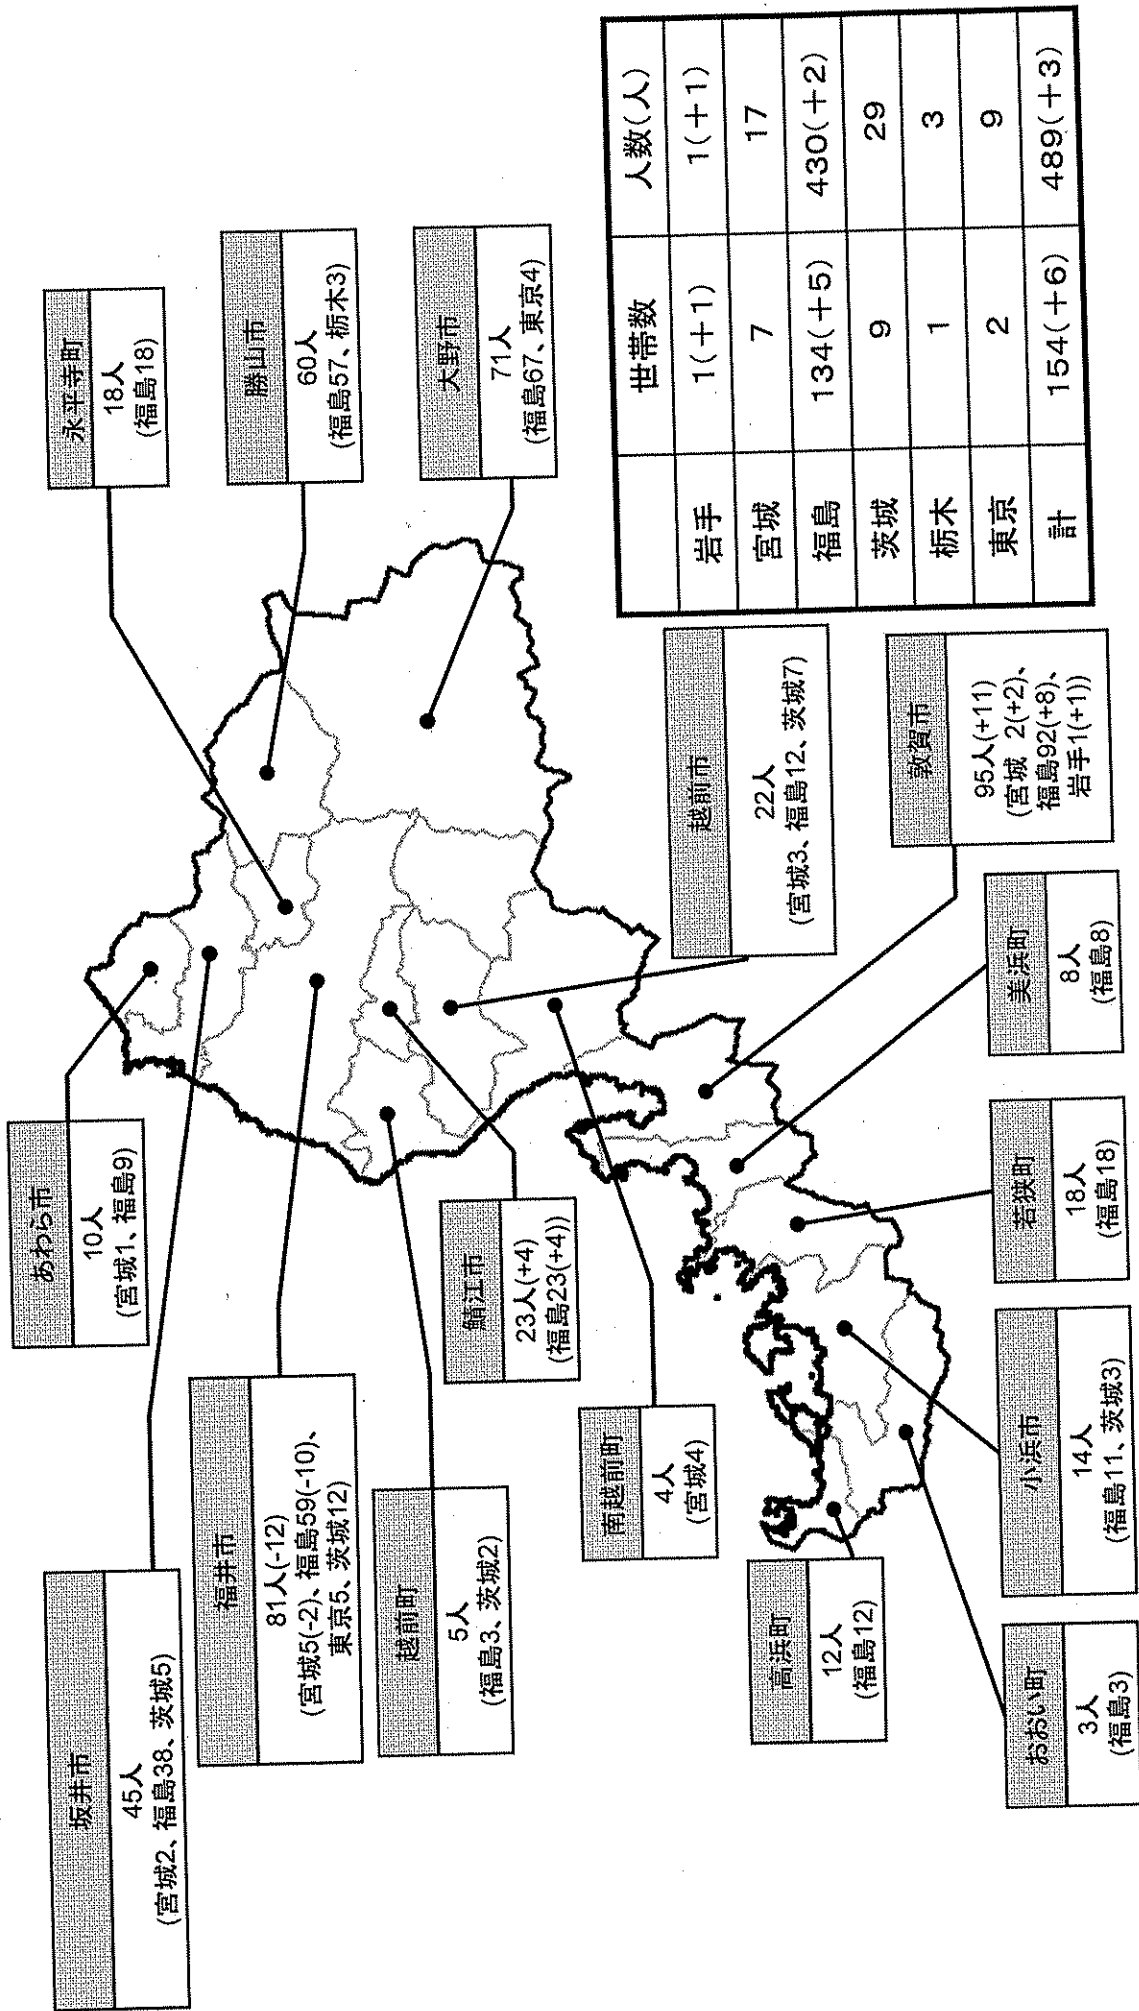 坂井市
45人
(宮城2、福島38、茨城5)
あわら市
10人
(宮城1、福島9)
永平寺町
18人
(福島18)
勝山市
60人
(福島57、栃木3)
大野市
71人
(福島67、東京4)
福井市
81人(-12)
(宮城5(-2)、福島59(-10)、
東京5、茨城12)
越前町
5人
(福島3、茨城2)
鯖江市
23人(+4)
(福島23(+4))
南越前町
4人
(宮城4)
越前市
22人
(宮城3、福島12、茨城7)
敦賀市
95人(+11)
(宮城 2(+2)、
福島92(+8)、
岩手1(+1))
美浜町
8人
(福島8)
若狭町
18人
(福島18)
小浜市
14人
(福島11、茨城3)
おおい町
3人
(福島3)
高浜町
12人
(福島12)
世帯数 人数(人)
岩手 1(+1) 1(+1)
宮城 7 17
福島 134(+5) 430(+2)
茨城 9 29
栃木 1 3
東京 2 9
計 154(+6) 489(+3)